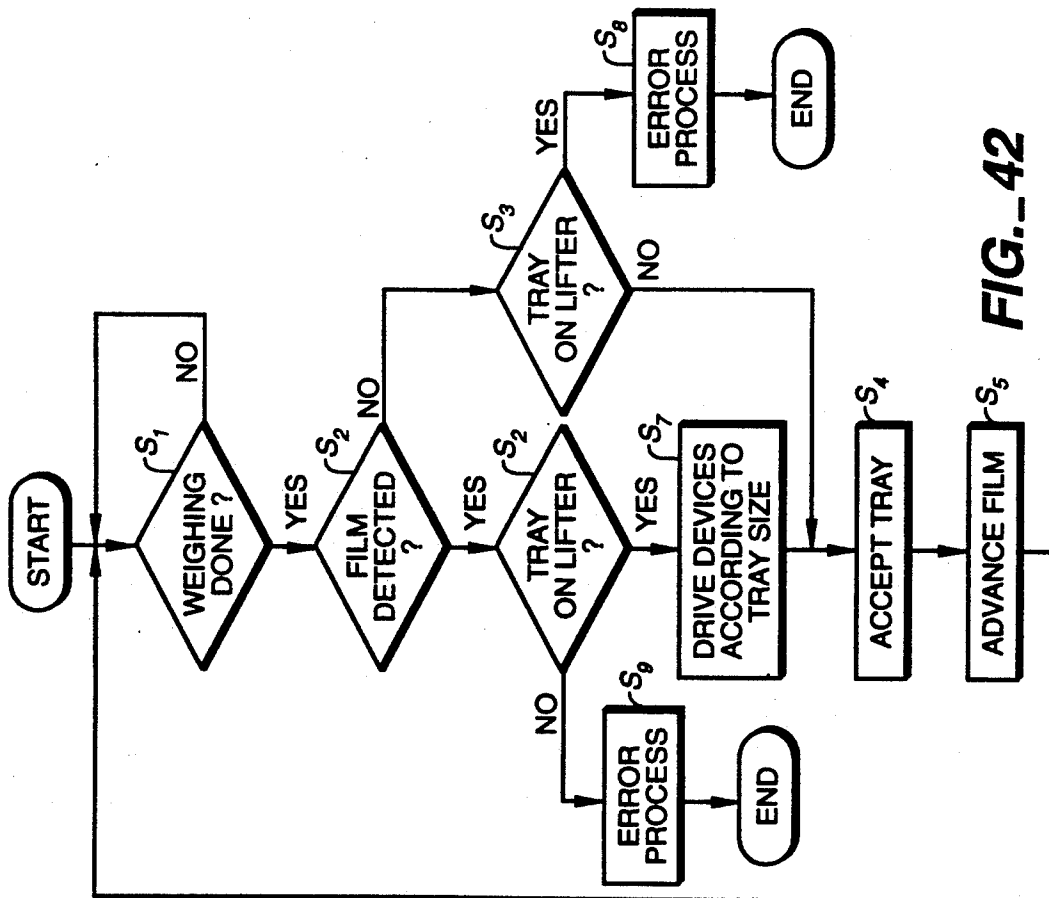 START
S1
WEIGHING
DONE ?
NO
YES
S2
FILM
DETECTED
?
NO
YES
S2
TRAY
ON LIFTER
?
NO
YES
S3
TRAY
ON LIFTER
?
YES
NO
S8
ERROR
PROCESS
END
S9
ERROR
PROCESS
END
S7
DRIVE DEVICES
ACCORDING TO
TRAY SIZE
S4
ACCEPT TRAY
S5
ADVANCE FILM
FIG._42